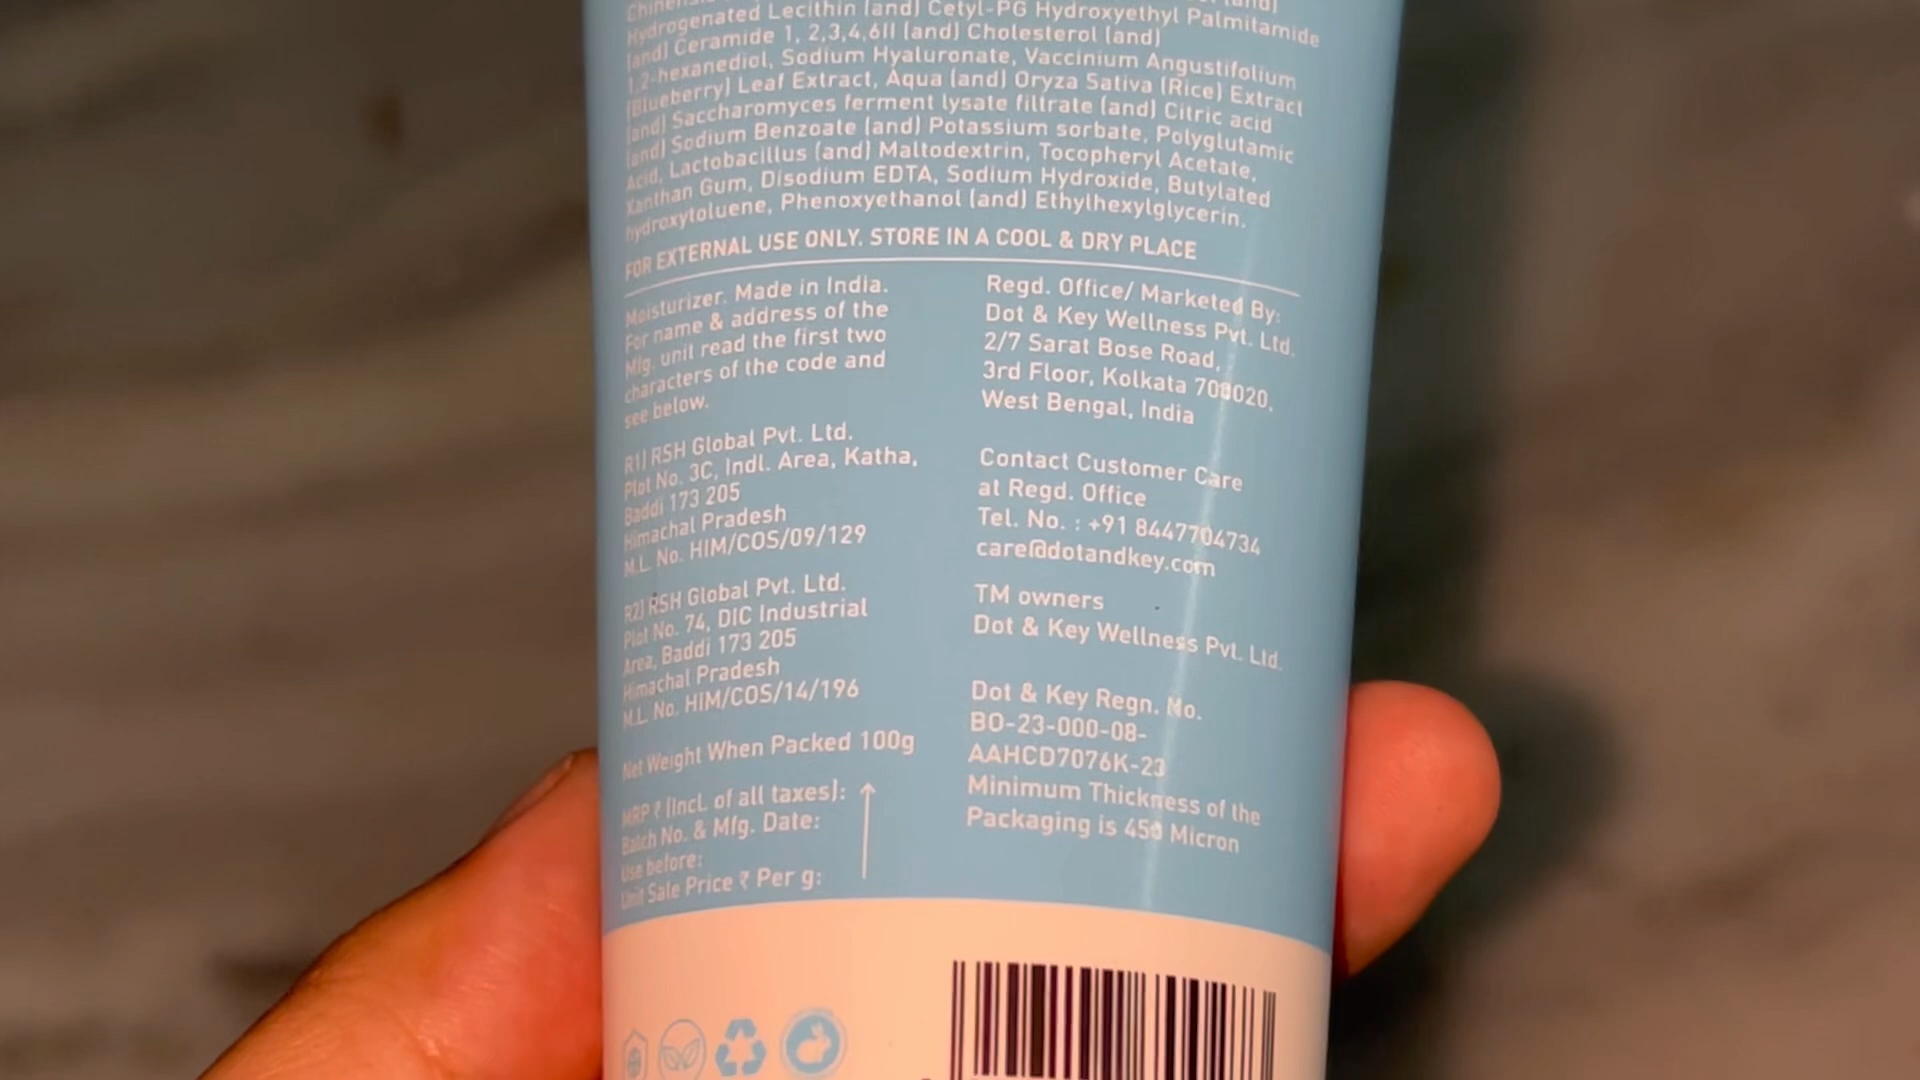 Hydrogenated Lecithin (and) Cetyl-PG Hydroxyethyl Palmitamide
(and) Ceramide 1, 2,3,4,6II (and) Cholesterol (and)
1,2-hexanediol, Sodium Hyaluronate, Vaccinium Angustifolium
(Blueberry) Leaf Extract, Aqua (and) Oryza Sativa (Rice) Extract
(and) Saccharomyces ferment lysate filtrate (and) Citric acid
(and) Sodium Benzoate (and) Potassium sorbate, Polyglutamic
Acid, Lactobacillus (and) Maltodextrin, Tocopheryl Acetate,
Xanthan Gum, Disodium EDTA, Sodium Hydroxide, Butylated
hydroxytoluene, Phenoxyethanol (and) Ethylhexylglycerin.
FOR EXTERNAL USE ONLY. STORE IN A COOL & DRY PLACE
Moisturizer. Made in India.
For name & address of the
Mfg. unit read the first two
characters of the code and
see below.
R1) RSH Global Pvt. Ltd.
Plot No. 3C, Indl. Area, Katha,
Baddi 173 205
Himachal Pradesh
M.L. No. HIM/COS/09/129
R2) RSH Global Pvt. Ltd.
Plot No. 74, DIC Industrial
Area, Baddi 173 205
Himachal Pradesh
M.L. No. HIM/COS/14/196
Net Weight When Packed 100g
MRP ₹ (Incl. of all taxes):
Batch No. & Mfg. Date:
Use before:
Unit Sale Price ₹ Per g:
Regd. Office/ Marketed By:
Dot & Key Wellness Pvt. Ltd.
2/7 Sarat Bose Road,
3rd Floor, Kolkata 700020,
West Bengal, India
Contact Customer Care
at Regd. Office
Tel. No. : +91 8447704734
care@dotandkey.com
TM owners
Dot & Key Wellness Pvt. Ltd.
Dot & Key Regn. No.
BO-23-000-08-
AAHCD7076K-23
Minimum Thickness of the
Packaging is 450 Micron